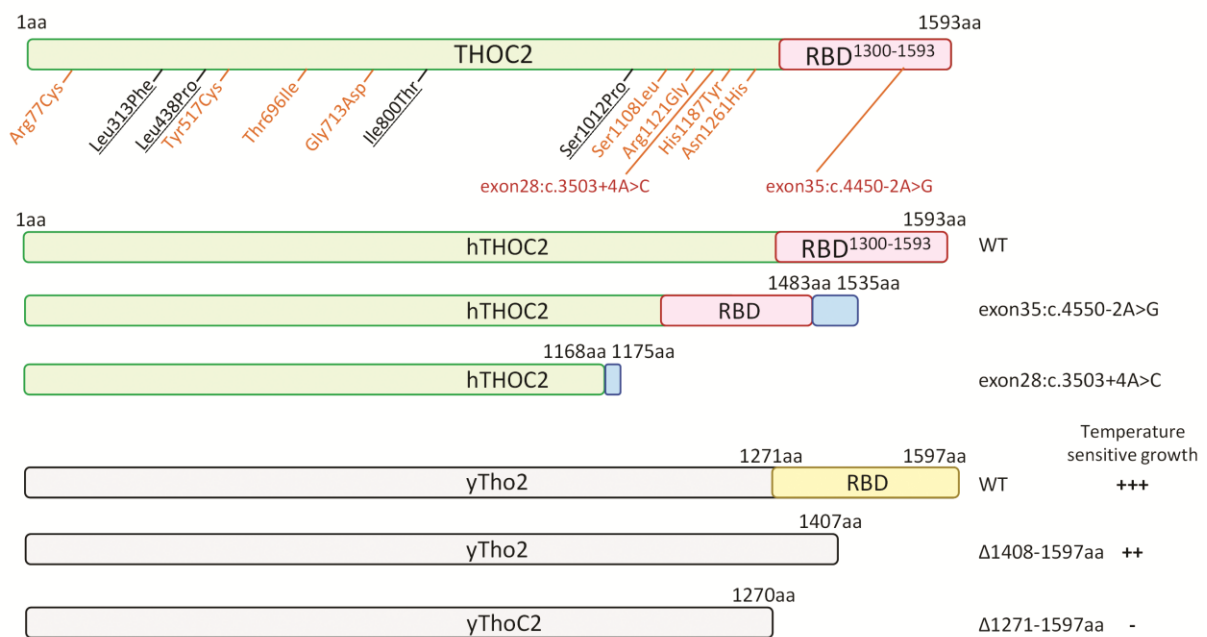 1aa
1593aa
THOC2
RBD1300-1593
Arg77Cys
Leu313Phe
Leu438Pro
Tyr517Cys
Thr696Ile
Gly713Asp
Ile800Thr
Ser1012Pro
Ser1108Leu
Arg1121Gly
His1187Tyr
Asn1261His
exon28:c.3503+4A>C
exon35:c.4450-2A>G
1aa
1593aa
hTHOC2
RBD1300-1593
WT
1483aa 1535aa
hTHOC2
RBD
exon35:c.4550-2A>G
1168aa 1175aa
hTHOC2
exon28:c.3503+4A>C
Temperature
sensitive growth
1271aa
1597aa
yTho2
RBD
WT
+++
1407aa
yTho2
Δ1408-1597aa
++
1270aa
yThoC2
Δ1271-1597aa
-